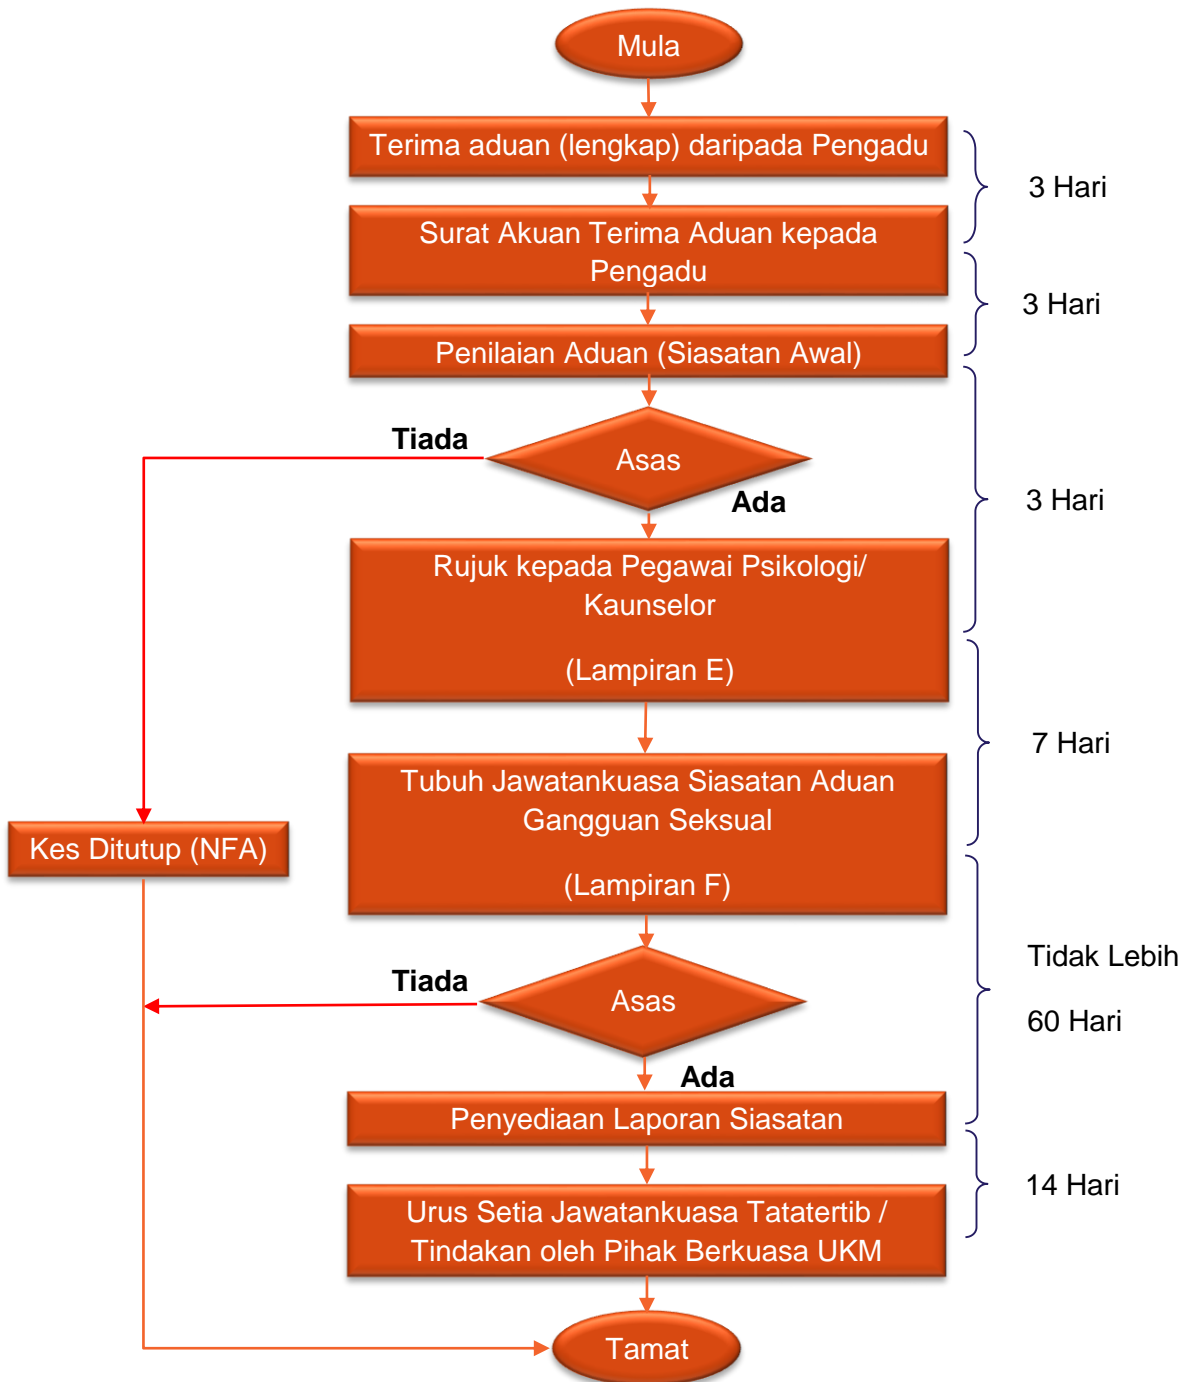 Mula
Terima aduan (lengkap) daripada Pengadu
3 Hari
Surat Akuan Terima Aduan kepada
Pengadu
3 Hari
Penilaian Aduan (Siasatan Awal)
Tiada
Asas
Ada
3 Hari
Rujuk kepada Pegawai Psikologi/
Kaunselor
(Lampiran E)
7 Hari
Tubuh Jawatankuasa Siasatan Aduan
Gangguan Seksual
(Lampiran F)
Kes Ditutup (NFA)
Tidak Lebih
60 Hari
Tiada
Asas
Ada
Penyediaan Laporan Siasatan
14 Hari
Urus Setia Jawatankuasa Tatatertib /
Tindakan oleh Pihak Berkuasa UKM
Tamat